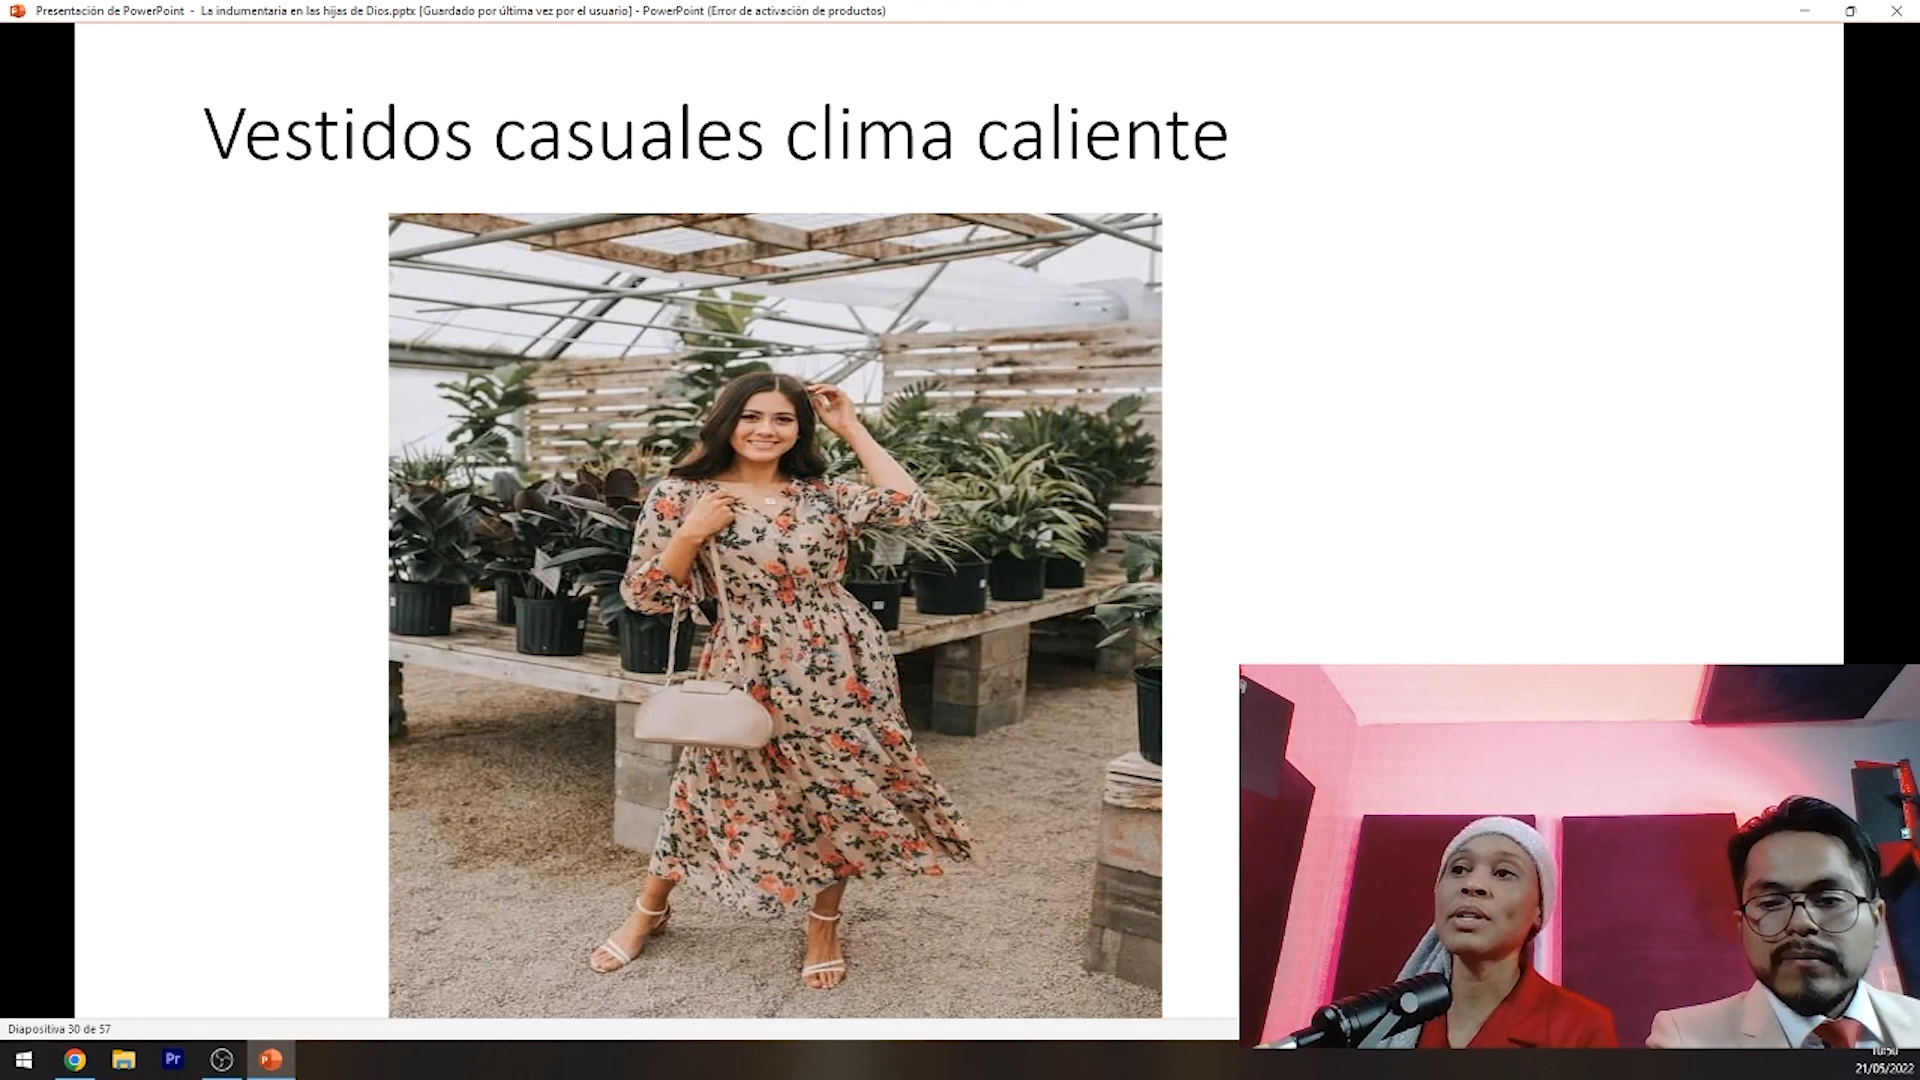 Presentación de PowerPoint - La indumentaria en las hijas de Dios.pptx [Guardado por última vez por el usuario] - PowerPoint (Error de activación de productos)
Vestidos casuales clima caliente
Diapositiva 30 de 57
Pr
21/05/2022